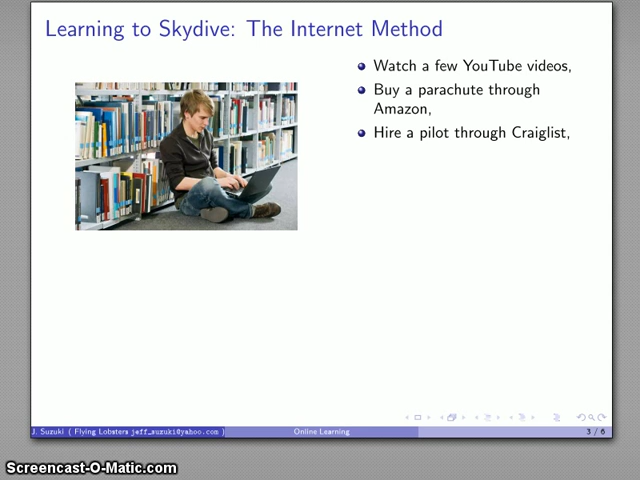 Learning to Skydive: The Internet Method
Watch a few YouTube videos,
Buy a parachute through
Amazon,
Hire a pilot through Craiglist,
J. Suzuki ( Flying Lobsters jeff_suzuki@yahoo.com )
Online Learning
3 / 6
Screencast-O-Matic.com